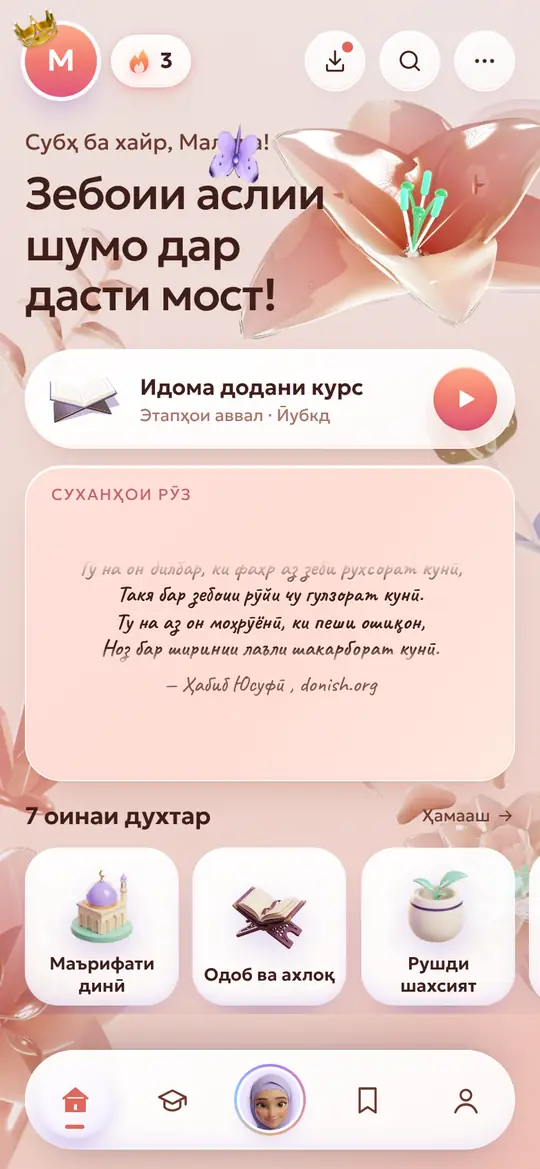 M
3
Субҳ ба хайр,
Зебоии аслии
шумо дар
дасти мост!
Идома додани курс
Этапҳои аввал · Йубкд
СУХАНҲОИ РӮЗ
Ту на он дилбар, ки фахр аз зеби рухсорат кунӣ,
Такя бар зебоии рӯйи чу гулзорат кунӣ.
Ту на аз он моҳрӯёнӣ, ки пеши ошиқон,
Ноз бар ширинии лаъли шакарборат кунӣ.
— Ҳабиб Юсуфӣ , donish.org
7 оинаи духтар
Ҳамааш →
Маърифати
динӣ
Одоб ва ахлоқ
Рушди
шахсият